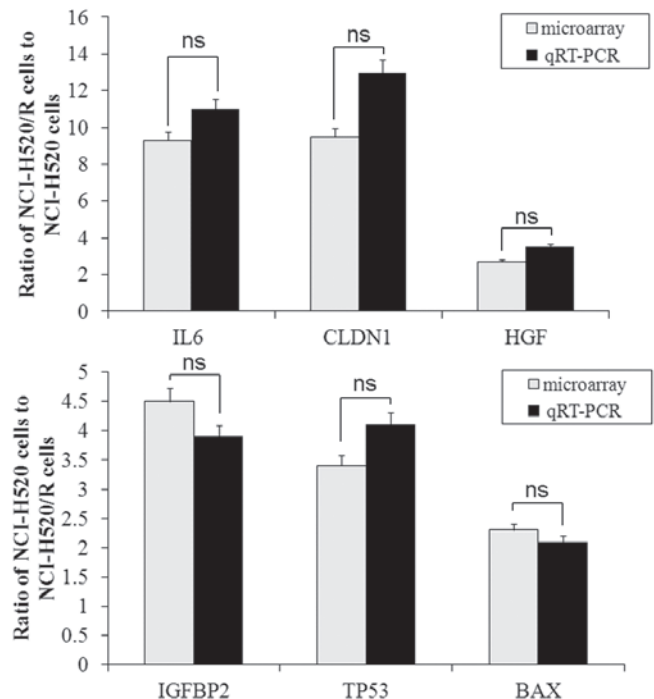 Ratio of NCI-H520/R cells to
NCI-H520 cells
16
14
12
10
8
6
4
2
0
ns
ns
ns
microarray
qRT-PCR
IL6 CLDN1 HGF
Ratio of NCI-H520 cells to
NCI-H520/R cells
5
4.5
4
3.5
3
2.5
2
1.5
1
0.5
0
ns
ns
ns
microarray
qRT-PCR
IGFBP2 TP53 BAX